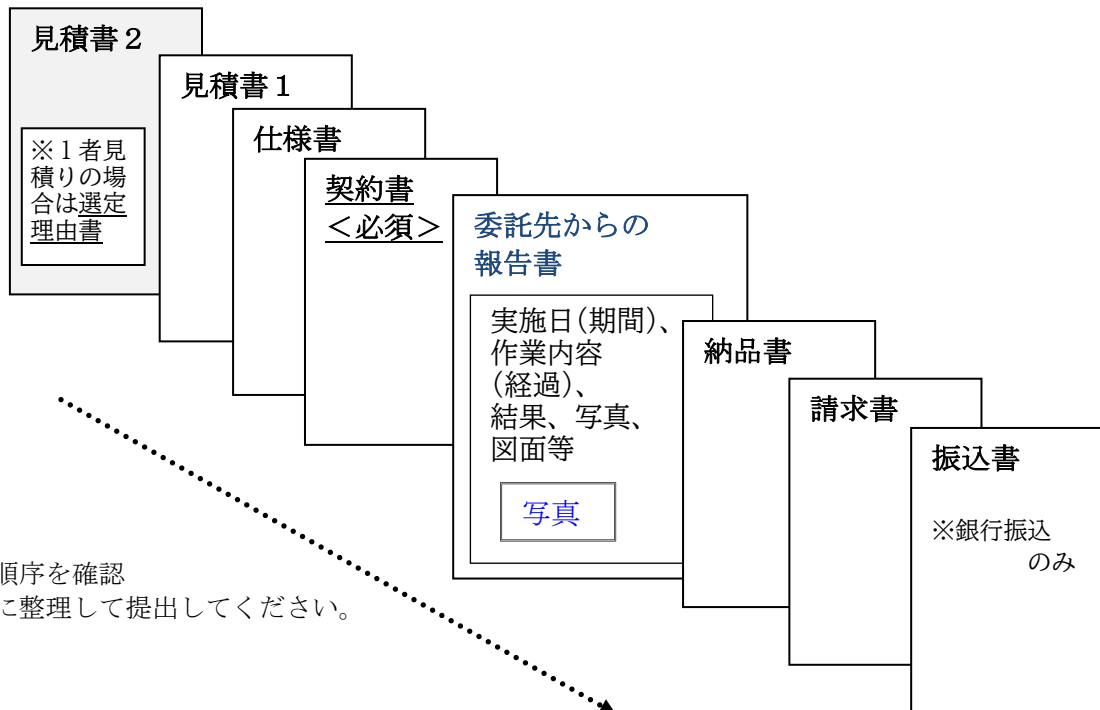 見積書２
※１者見
積りの場
合は選定
理由書
見積書１
仕様書
契約書
＜必須＞
委託先からの
報告書
実施日(期間)、
作業内容
(経過)、
結果、写真、
図面等
写真
納品書
請求書
振込書
※銀行振込
のみ
順序を確認
に整理して提出してください。